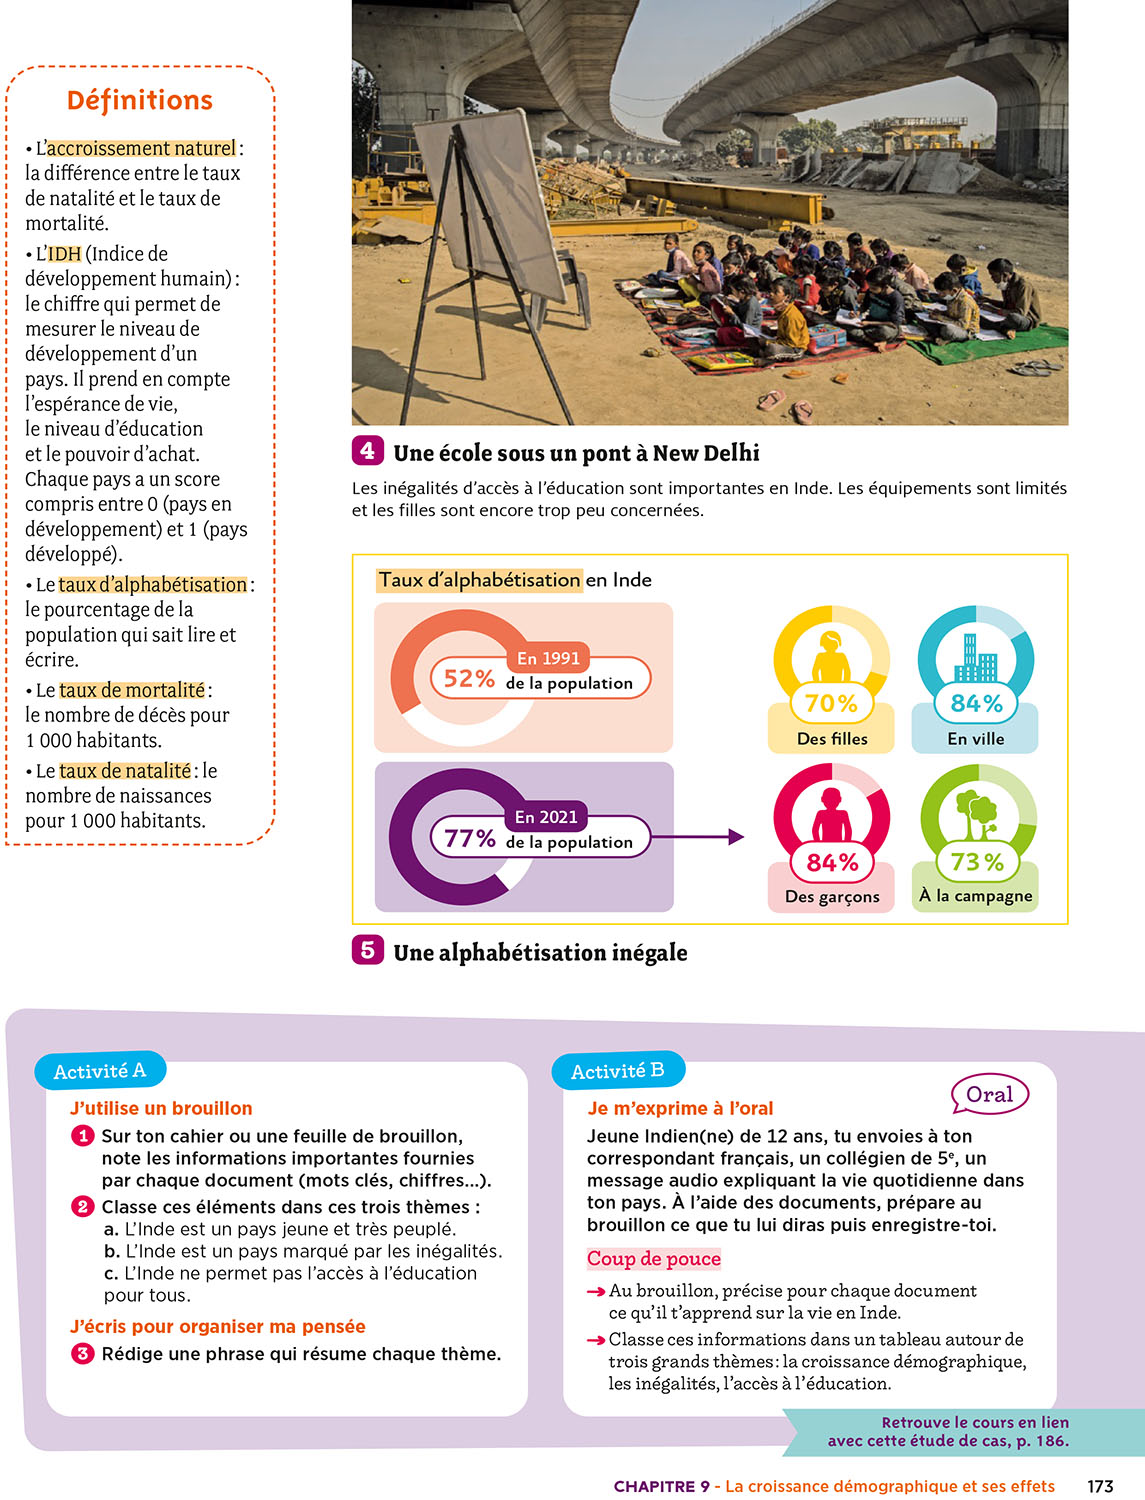 Définitions
• L'accroissement naturel :
la différence entre le taux
de natalité et le taux de
mortalité.
• L'IDH (Indice de
développement humain) :
le chiffre qui permet de
mesurer le niveau de
développement d'un
pays. Il prend en compte
l'espérance de vie,
le niveau d'éducation
et le pouvoir d'achat.
Chaque pays a un score
compris entre 0 (pays en
développement) et 1 (pays
développé).
• Le taux d'alphabétisation :
le pourcentage de la
population qui sait lire et
écrire.
• Le taux de mortalité :
le nombre de décès pour
1 000 habitants.
• Le taux de natalité : le
nombre de naissances
pour 1 000 habitants.
4 Une école sous un pont à New Delhi
Les inégalités d'accès à l'éducation sont importantes en Inde. Les équipements sont limités
et les filles sont encore trop peu concernées.
Taux d'alphabétisation en Inde
En 1991
52% de la population
En 2021
77% de la population
70%
Des filles
84%
En ville
84%
Des garçons
73%
À la campagne
5 Une alphabétisation inégale
Activité A
J'utilise un brouillon
1 Sur ton cahier ou une feuille de brouillon,
note les informations importantes fournies
par chaque document (mots clés, chiffres...).
2 Classe ces éléments dans ces trois thèmes :
a. L'Inde est un pays jeune et très peuplé.
b. L'Inde est un pays marqué par les inégalités.
c. L'Inde ne permet pas l'accès à l'éducation
pour tous.
J'écris pour organiser ma pensée
3 Rédige une phrase qui résume chaque thème.
Activité B
Oral
Je m'exprime à l'oral
Jeune Indien(ne) de 12 ans, tu envoies à ton
correspondant français, un collégien de 5e, un
message audio expliquant la vie quotidienne dans
ton pays. À l'aide des documents, prépare au
brouillon ce que tu lui diras puis enregistre-toi.
Coup de pouce
→ Au brouillon, précise pour chaque document
ce qu'il t'apprend sur la vie en Inde.
→ Classe ces informations dans un tableau autour de
trois grands thèmes : la croissance démographique,
les inégalités, l'accès à l'éducation.
Retrouve le cours en lien
avec cette étude de cas, p. 186.
CHAPITRE 9 - La croissance démographique et ses effets 173